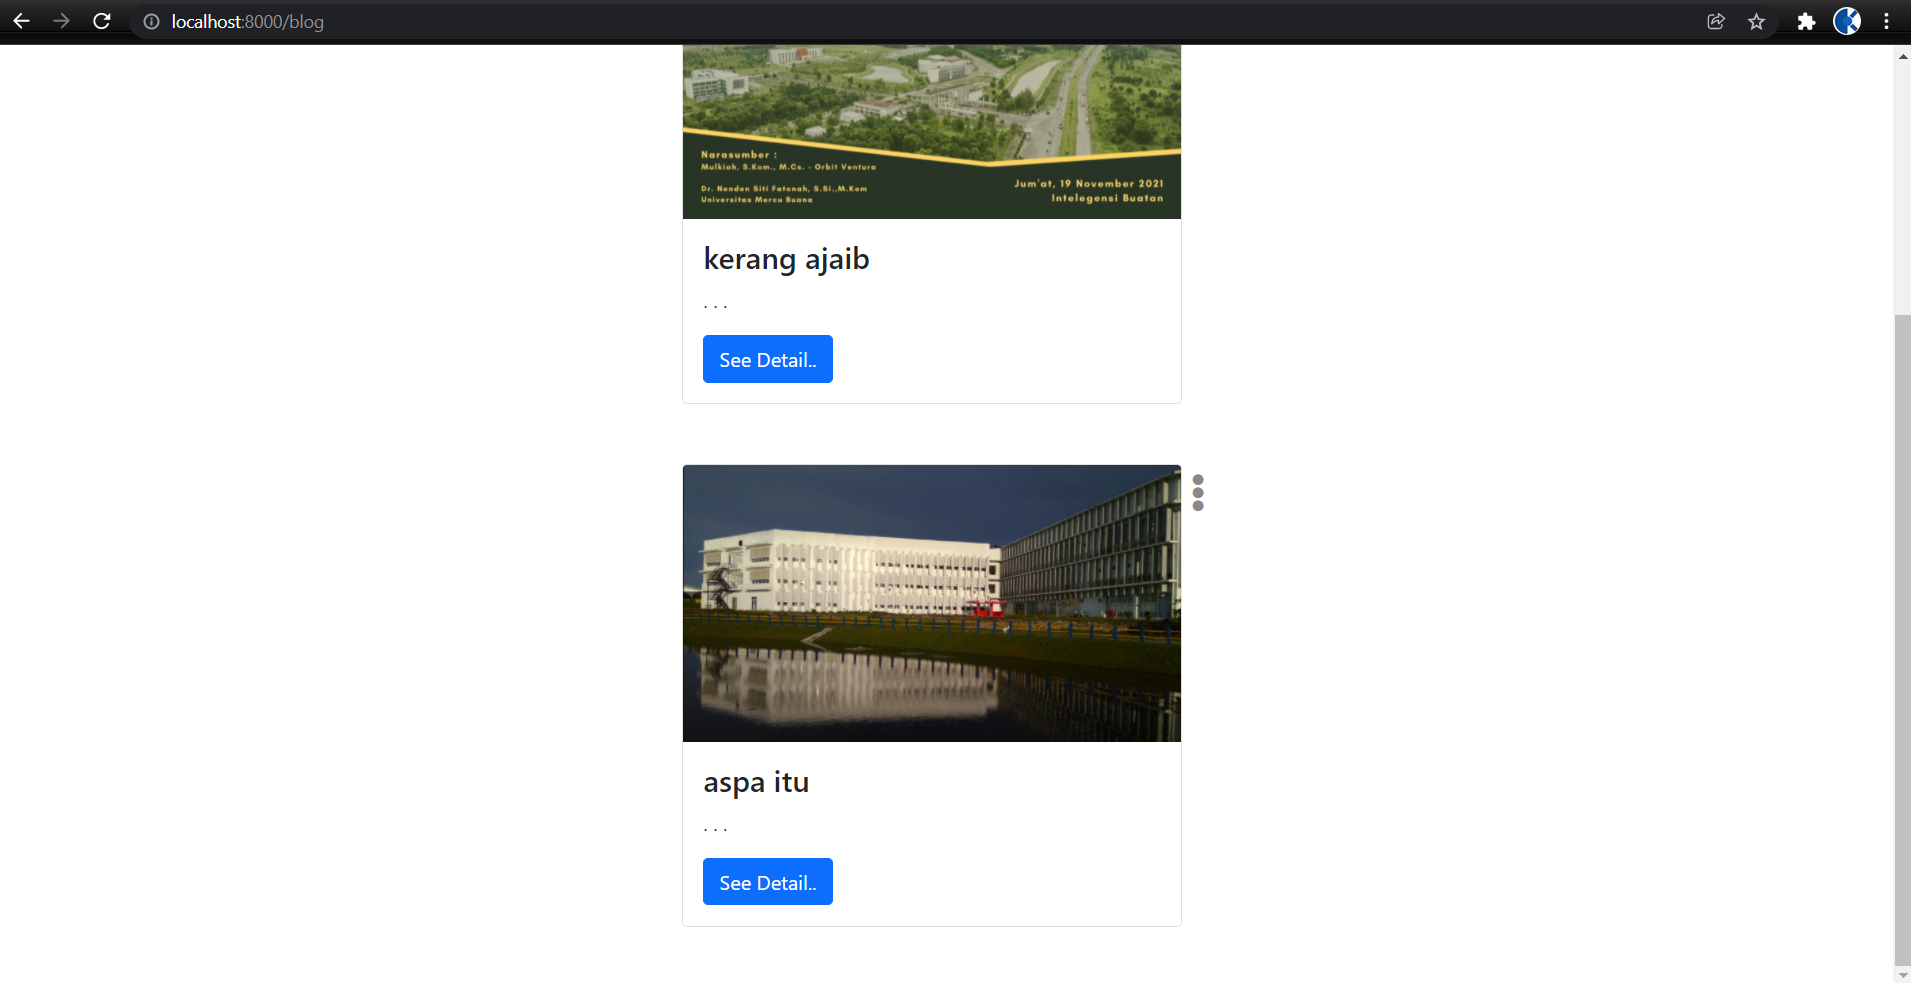 localhost:8000/blog
Narasumber :
Mulkiah, S.Kom., M.Cs. - Orbit Ventura
Dr. Nenden Siti Fatonah, S.Si.,M.Kom
Universitas Mercu Buana
Jum'at, 19 November 2021
Intelegensi Buatan
kerang ajaib
. . .
See Detail..
aspa itu
. . .
See Detail..